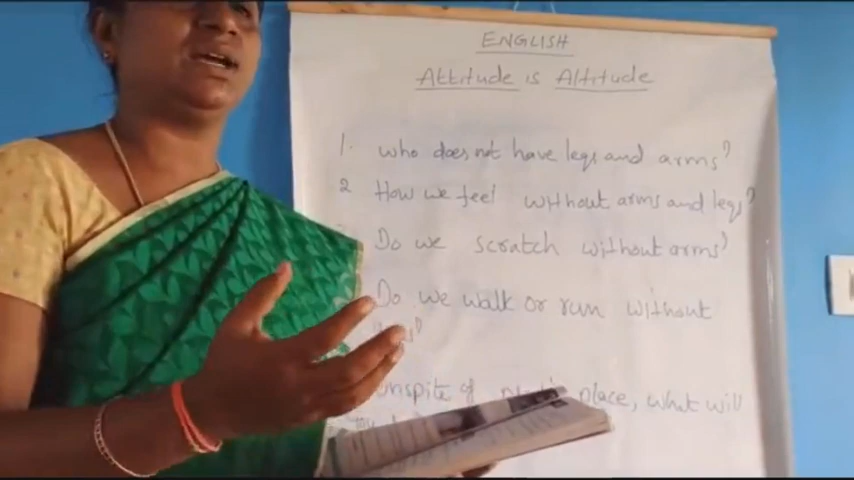 ENGLISH
Attitude is Altitude
1. who does not have legs and arms?
2 How we feel without arms and legs?
Do we scratch without arms?
Do we walk or run without
place, what will